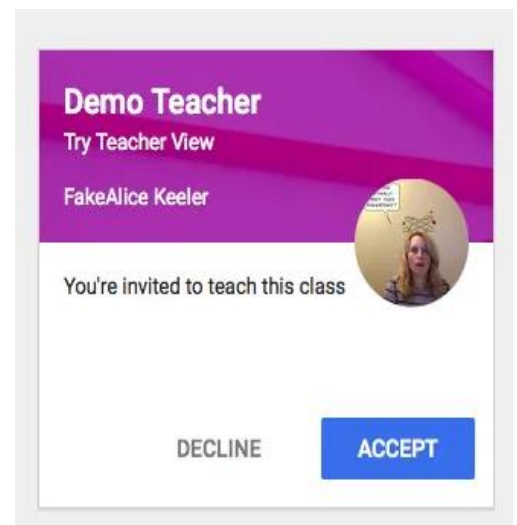 Demo Teacher
Try Teacher View
FakeAlice Keeler
You're invited to teach this class
DECLINE
ACCEPT